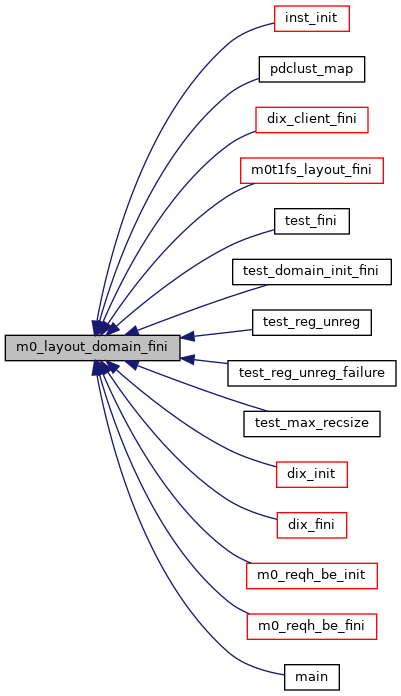 inst_init
pdclust_map
dix_client_fini
m0t1fs_layout_fini
test_fini
test_domain_init_fini
test_reg_unreg
m0_layout_domain_fini
test_reg_unreg_failure
test_max_recsize
dix_init
dix_fini
m0_reqh_be_init
m0_reqh_be_fini
main